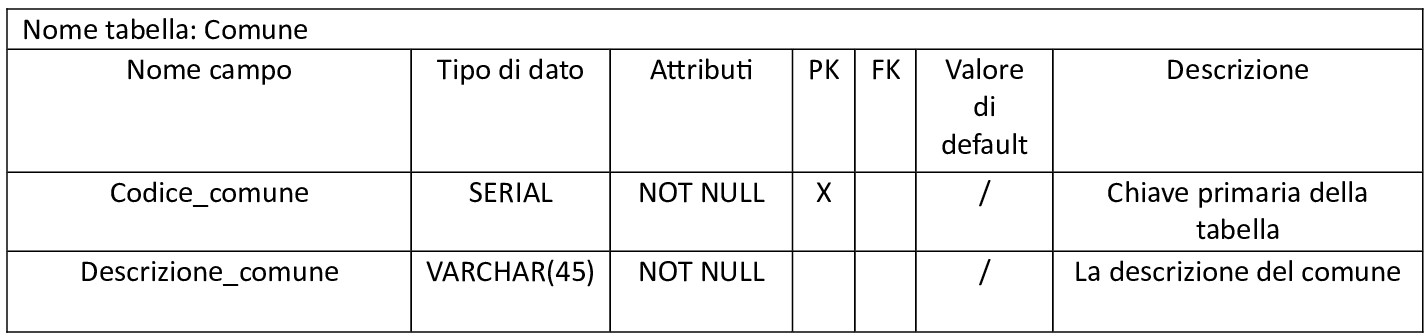 Nome tabella: Comune
Nome campo Tipo di dato Attributi PK FK Valore di default Descrizione
Codice_comune SERIAL NOT NULL X / Chiave primaria della tabella
Descrizione_comune VARCHAR(45) NOT NULL / La descrizione del comune